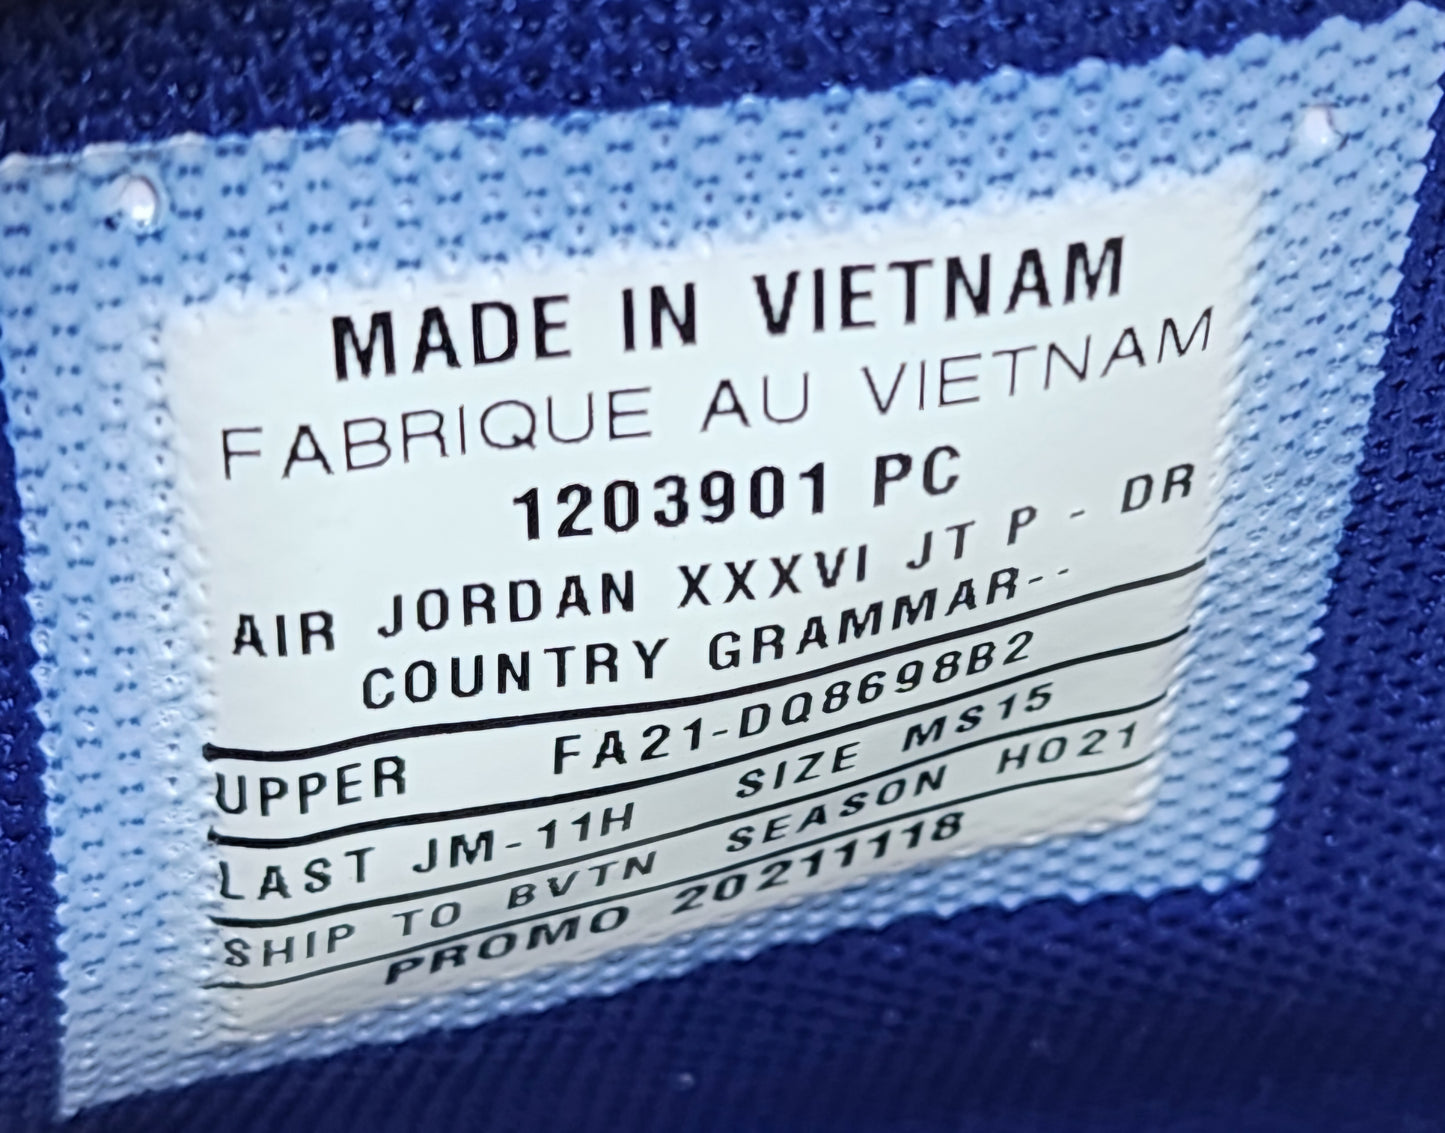 MADE IN VIETNAM
FABRIQUE AU VIETNAM
1203901 PC
AIR JORDAN XXXVI JT P - DR
COUNTRY GRAMMAR--
UPPER FA21-DQ8698B2
LAST JM-11H SIZE MS15
SHIP TO BVTN SEASON HO21
PROMO 20211118